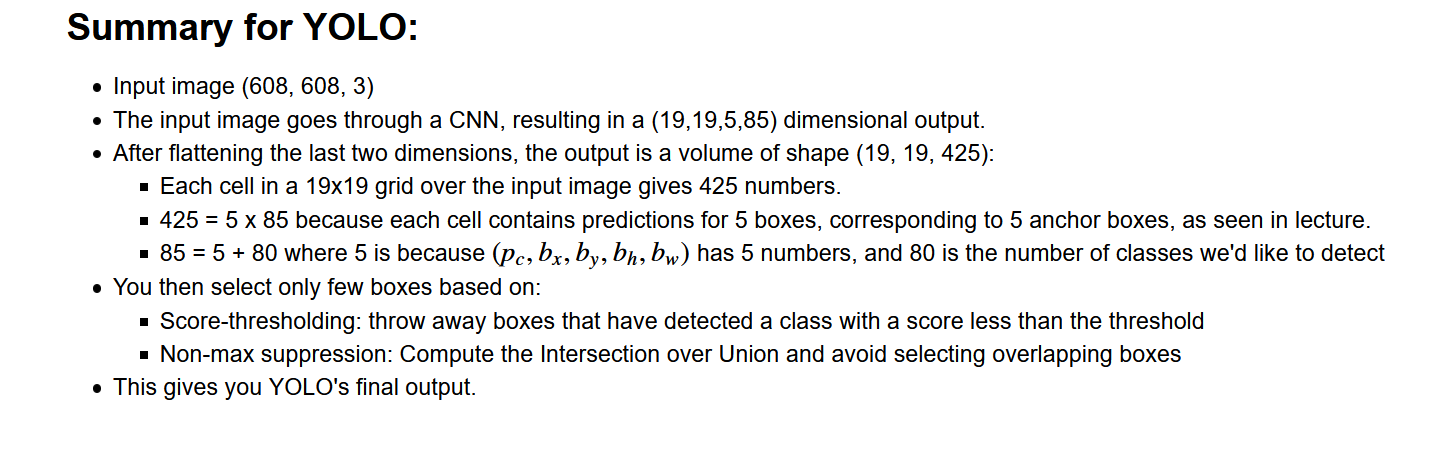 Summary for YOLO:
• Input image (608, 608, 3)
• The input image goes through a CNN, resulting in a (19,19,5,85) dimensional output.
• After flattening the last two dimensions, the output is a volume of shape (19, 19, 425):
▪ Each cell in a 19x19 grid over the input image gives 425 numbers.
▪ 425 = 5 x 85 because each cell contains predictions for 5 boxes, corresponding to 5 anchor boxes, as seen in lecture.
▪ 85 = 5 + 80 where 5 is because (p_c, b_x, b_y, b_h, b_w) has 5 numbers, and 80 is the number of classes we'd like to detect
• You then select only few boxes based on:
▪ Score-thresholding: throw away boxes that have detected a class with a score less than the threshold
▪ Non-max suppression: Compute the Intersection over Union and avoid selecting overlapping boxes
• This gives you YOLO's final output.